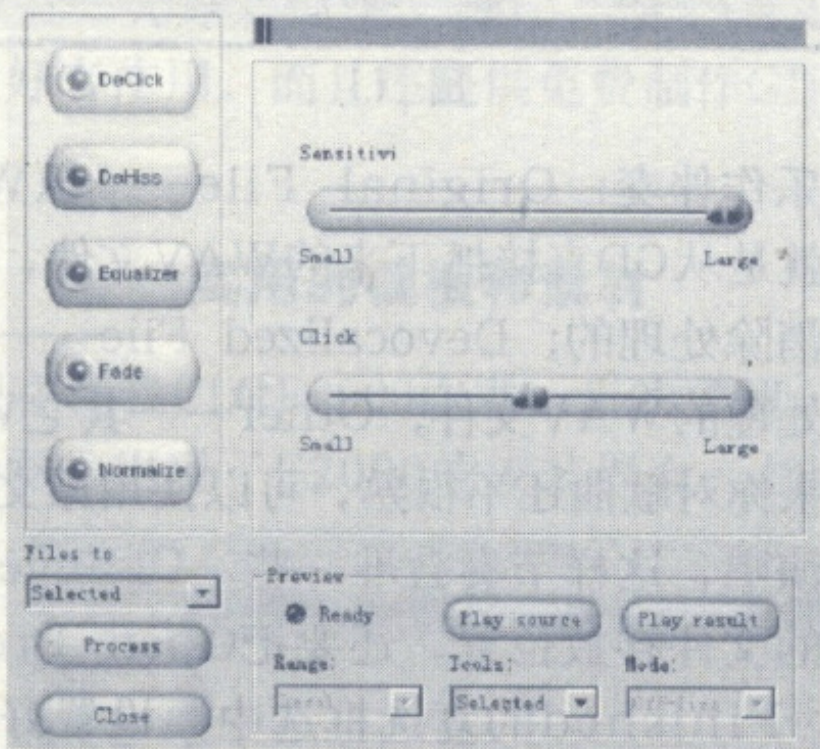 DeClick
DeHiss
Equalizer
Fade
Normalize
Sensitivi
Small
Large
Click
Small
Large
Files to
Selected
Process
Close
Preview
Ready
Play source
Play result
Range:
Tools:
Mode:
Selected